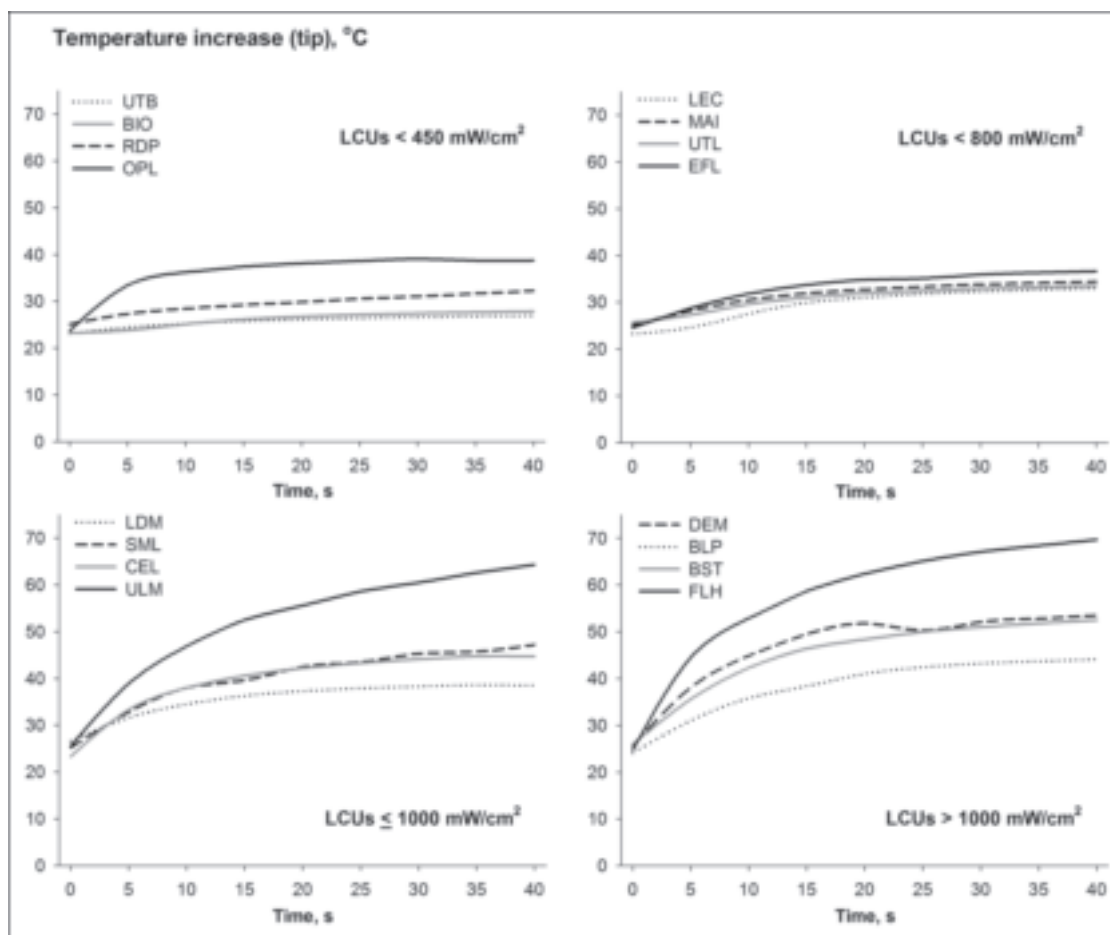 Temperature increase (tip), °C
UTB
BIO
RDP
OPL
LCUs < 450 mW/cm²
70
60
50
40
30
20
10
0
0 5 10 15 20 25 30 35 40
Time, s
LEC
MAI
UTL
EFL
LCUs < 800 mW/cm²
70
60
50
40
30
20
10
0
0 5 10 15 20 25 30 35 40
Time, s
LDM
SML
CEL
ULM
70
60
50
40
30
20
10
0
LCUs ≤ 1000 mW/cm²
0 5 10 15 20 25 30 35 40
Time, s
DEM
BLP
BST
FLH
70
60
50
40
30
20
10
0
LCUs > 1000 mW/cm²
0 5 10 15 20 25 30 35 40
Time, s